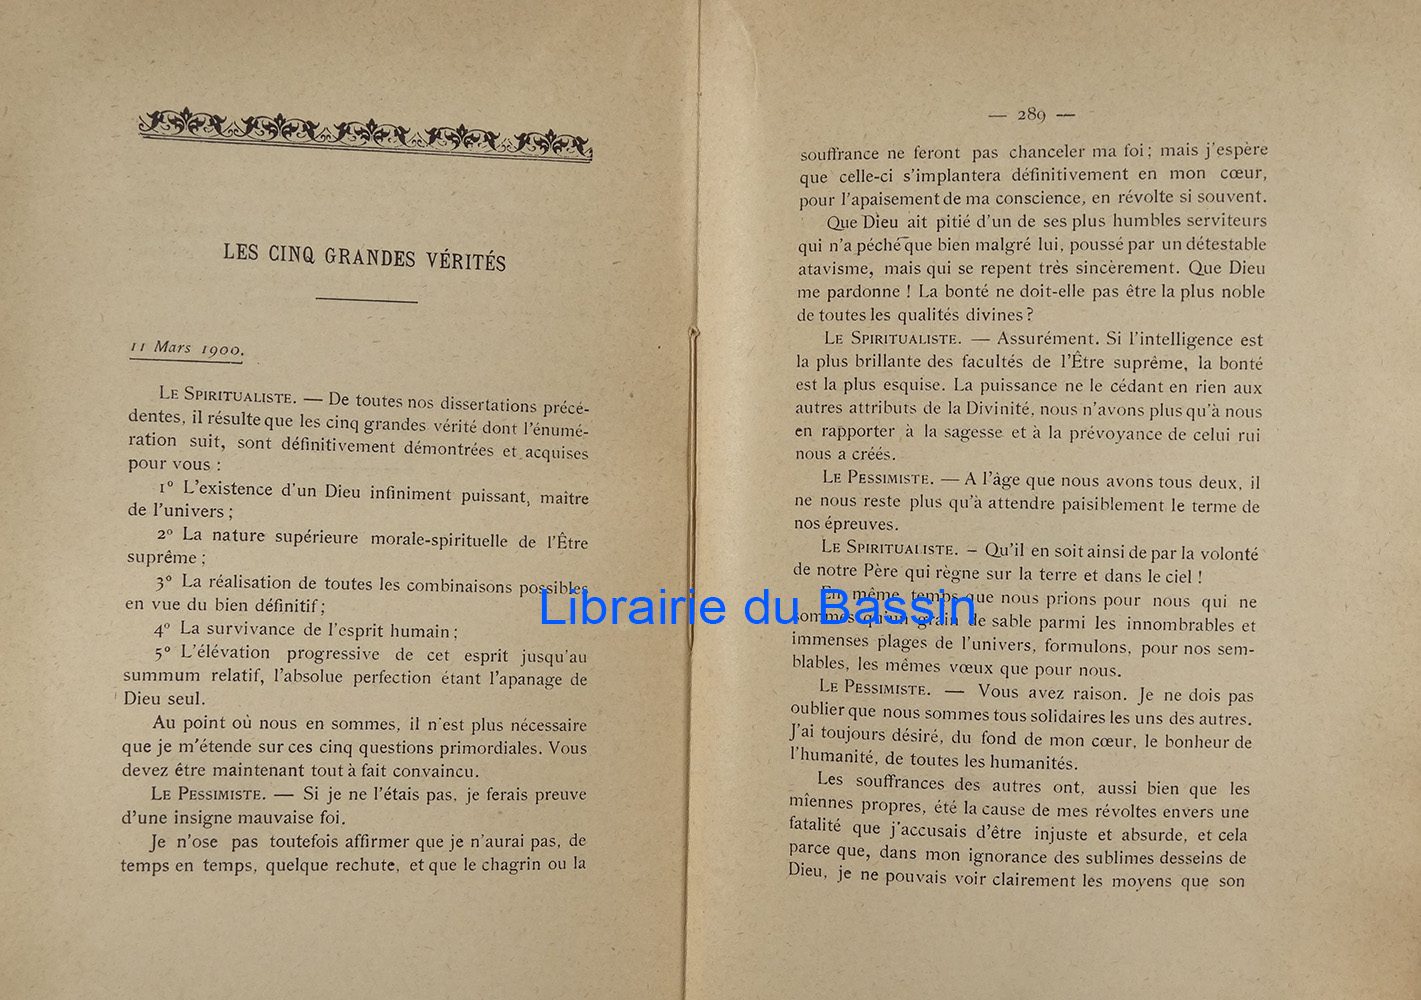 LES CINQ GRANDES VÉRITÉS
11 Mars 1900.
LE SPIRITUALISTE. — De toutes nos dissertations précé-
dentes, il résulte que les cinq grandes vérité dont l'énumé-
ration suit, sont définitivement démontrées et acquises
pour vous :
1° L'existence d'un Dieu infiniment puissant, maître
de l'univers ;
2° La nature supérieure morale-spirituelle de l'Être
suprême ;
3° La réalisation de toutes les combinaisons possibles
en vue du bien définitif ;
4° La survivance de l'esprit humain ;
5° L'élévation progressive de cet esprit jusqu'au
summum relatif, l'absolue perfection étant l'apanage de
Dieu seul.
Au point où nous en sommes, il n'est plus nécessaire
que je m'étende sur ces cinq questions primordiales. Vous
devez être maintenant tout à fait convaincu.
LE PESSIMISTE. — Si je ne l'étais pas, je ferais preuve
d'une insigne mauvaise foi.
Je n'ose pas toutefois affirmer que je n'aurai pas, de
temps en temps, quelque rechute, et que le chagrin ou la
— 289 —
souffrance ne feront pas chanceler ma foi ; mais j'espère
que celle-ci s'implantera définitivement en mon cœur,
pour l'apaisement de ma conscience, en révolte si souvent.
Que Dieu ait pitié d'un de ses plus humbles serviteurs
qui n'a péché que bien malgré lui, poussé par un détestable
atavisme, mais qui se repent très sincèrement. Que Dieu
me pardonne ! La bonté ne doit-elle pas être la plus noble
de toutes les qualités divines ?
LE SPIRITUALISTE. — Assurément. Si l'intelligence est
la plus brillante des facultés de l'Être suprême, la bonté
est la plus esquise. La puissance ne le cédant en rien aux
autres attributs de la Divinité, nous n'avons plus qu'à nous
en rapporter à la sagesse et à la prévoyance de celui rui
nous a créés.
LE PESSIMISTE. — A l'âge que nous avons tous deux, il
ne nous reste plus qu'à attendre paisiblement le terme de
nos épreuves.
LE SPIRITUALISTE. — Qu'il en soit ainsi de par la volonté
de notre Père qui règne sur la terre et dans le ciel !
En même temps que nous prions pour nous qui ne
sommes qu'un grain de sable parmi les innombrables et
immenses plages de l'univers, formulons, pour nos sem-
blables, les mêmes vœux que pour nous.
LE PESSIMISTE. — Vous avez raison. Je ne dois pas
oublier que nous sommes tous solidaires les uns des autres.
J'ai toujours désiré, du fond de mon cœur, le bonheur de
l'humanité, de toutes les humanités.
Les souffrances des autres ont, aussi bien que les
miennes propres, été la cause de mes révoltes envers une
fatalité que j'accusais d'être injuste et absurde, et cela
parce que, dans mon ignorance des sublimes desseins de
Dieu, je ne pouvais voir clairement les moyens que son
Librairie du Bassin